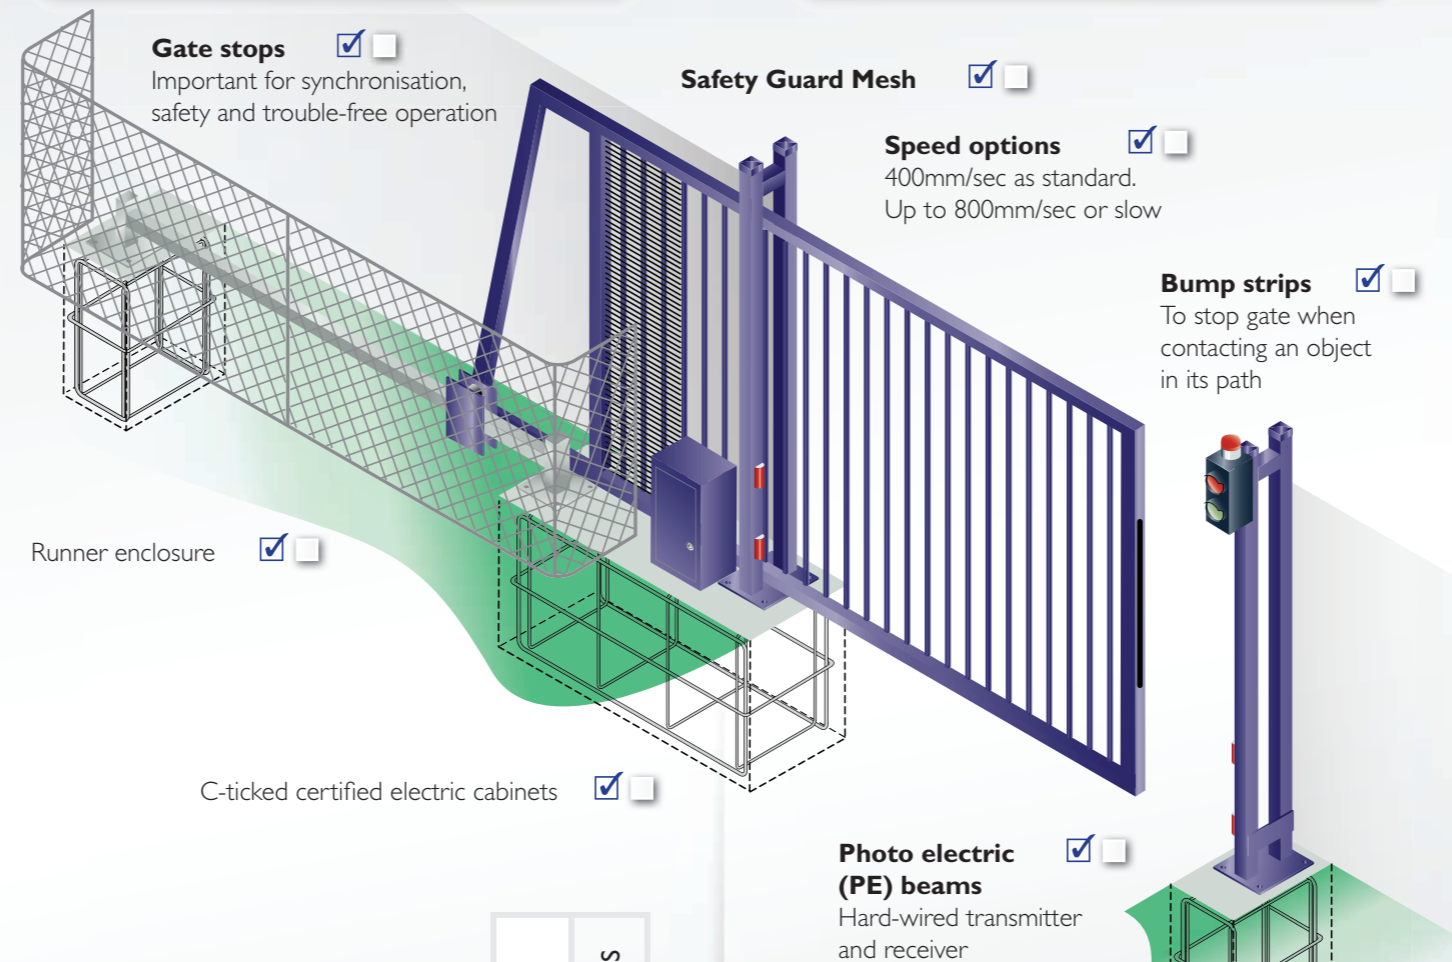 Gate stops
Important for synchronisation,
safety and trouble-free operation
Safety Guard Mesh
Speed options
400mm/sec as standard.
Up to 800mm/sec or slow
Bump strips
To stop gate when
contacting an object
in its path
Runner enclosure
C-ticked certified electric cabinets
Photo electric
(PE) beams
Hard-wired transmitter
and receiver